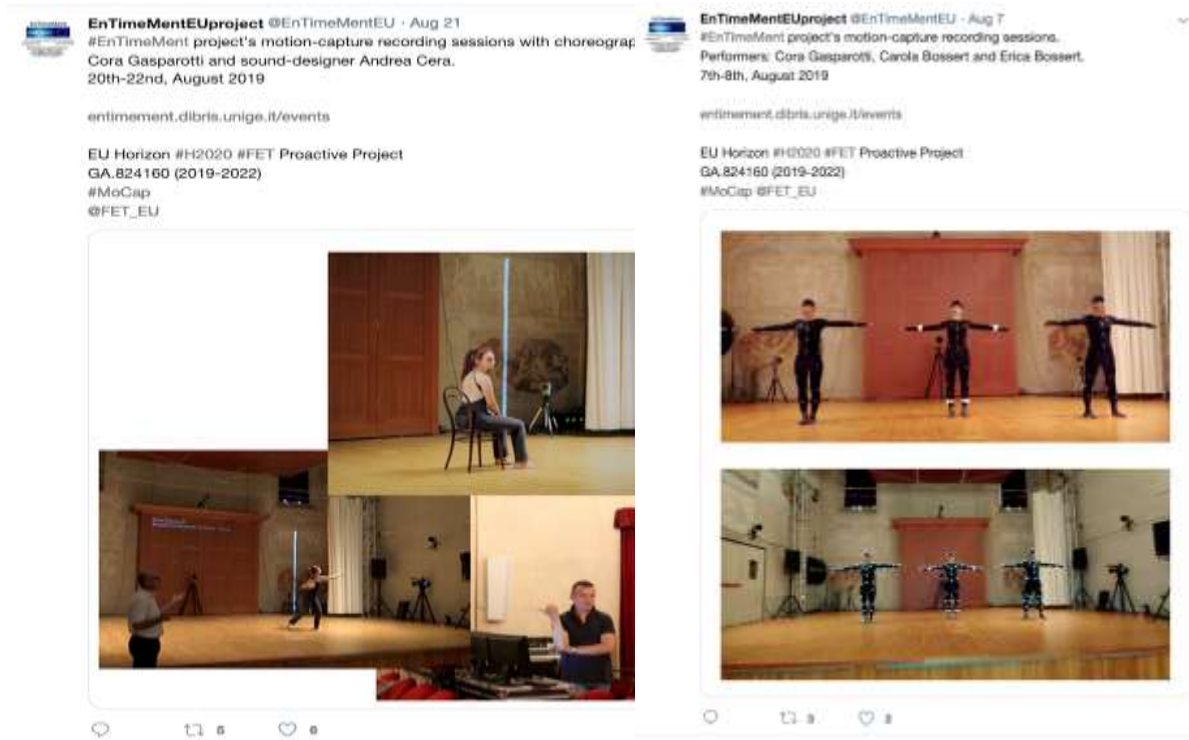 EnTimeMentEUproject @EnTimeMentEU · Aug 21
#EnTimeMent project's motion-capture recording sessions with choreograp
Cora Gasparotti and sound-designer Andrea Cera.
20th-22nd, August 2019
entimement.dibris.unige.it/events
EU Horizon #H2020 #FET Proactive Project
GA.824160 (2019-2022)
#MoCap
@FET_EU
5
6
EnTimeMentEUproject @EnTimeMentEU · Aug 7
#EnTimeMent project's motion-capture recording sessions.
Performers: Cora Gasparotti, Carola Bossert and Erica Bossert.
7th-8th, August 2019
entimement.dibris.unige.it/events
EU Horizon #H2020 #FET Proactive Project
GA.824160 (2019-2022)
#MoCap @FET_EU
3
3